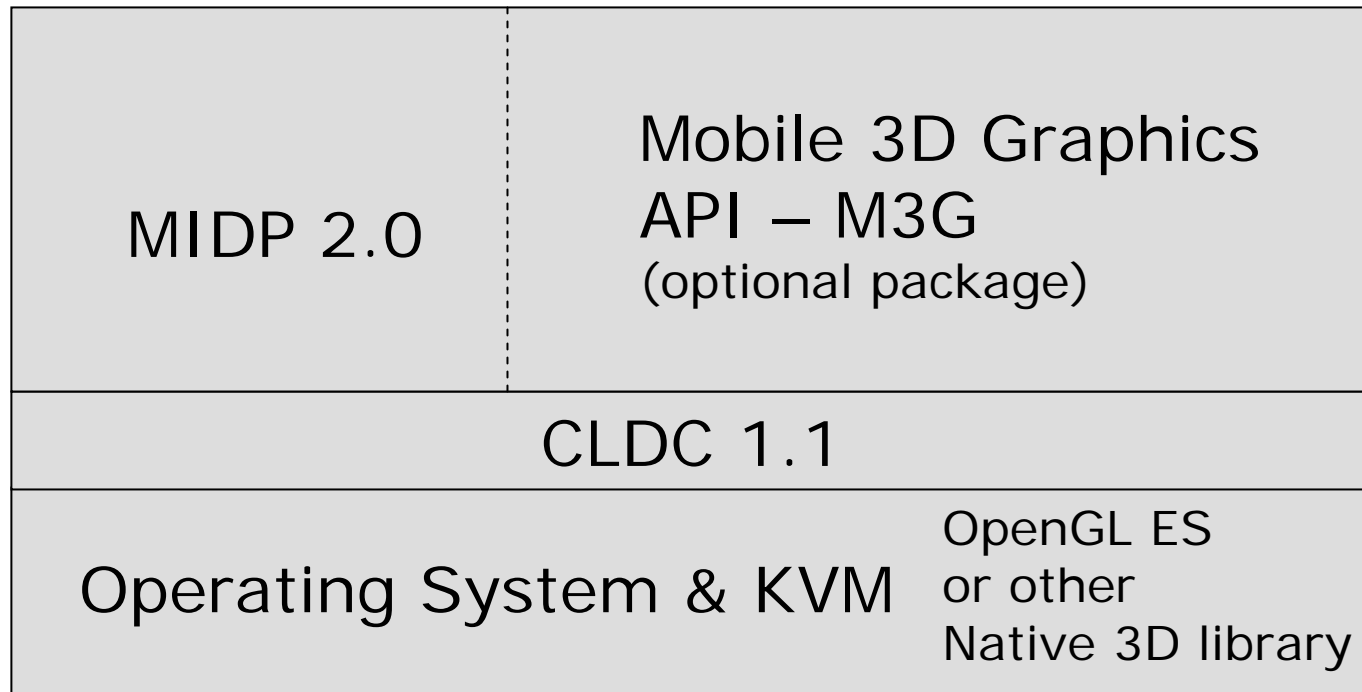 MIDP 2.0
Mobile 3D Graphics
API – M3G
(optional package)
CLDC 1.1
Operating System & KVM
OpenGL ES
or other
Native 3D library